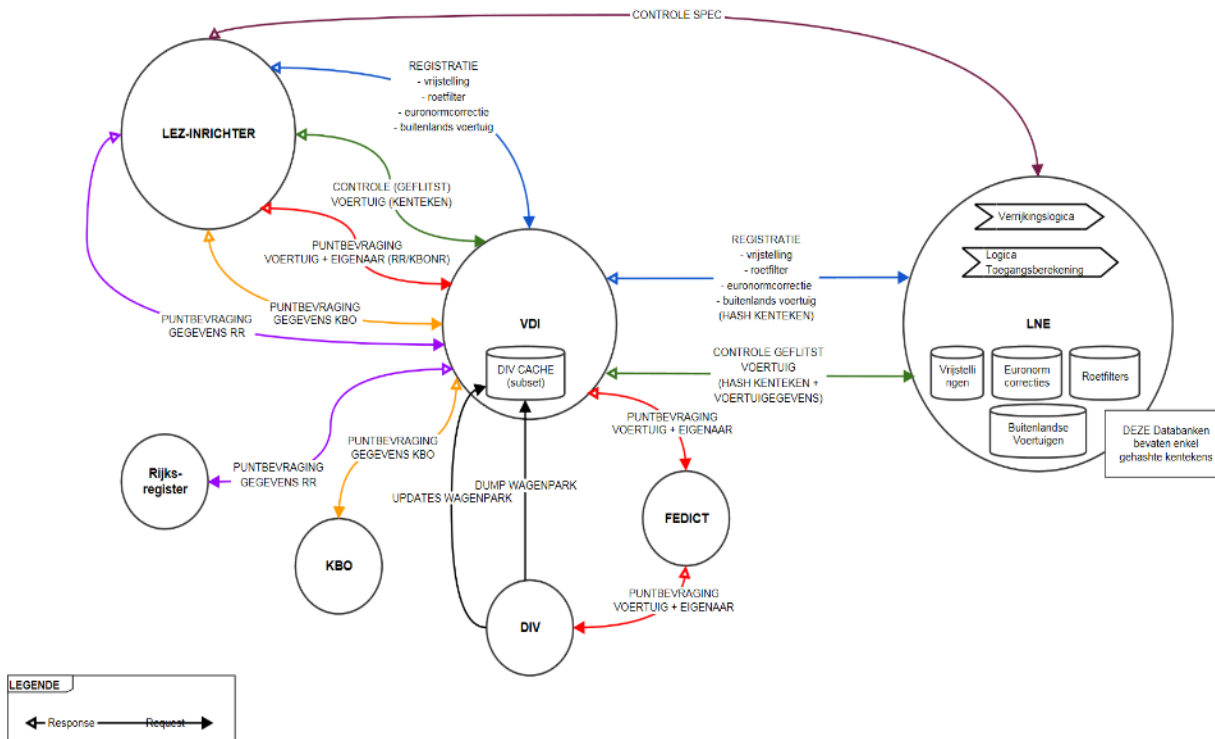 CONTROLE SPEC
REGISTRATIE
- vrijstelling
- roetfilter
- euronormcorrectie
- buitenlands voertuig
LEZ-INRICHTER
CONTROLE (GEFLITST)
VOERTUIG (KENTEKEN)
PUNTBEVRAGING
VOERTUIG + EIGENAAR (RR/KBONR)
PUNTBEVRAGING
GEGEVENS KBO
PUNTBEVRAGING
GEGEVENS RR
VDI
DIV CACHE
(subset)
REGISTRATIE
- vrijstelling
- roetfilter
- euronormcorrectie
- buitenlands voertuig
(HASH KENTEKEN)
CONTROLE GEFLITST
VOERTUIG
(HASH KENTEKEN +
VOERTUIGEGEVENS)
Verrijkingslogica
Logica
Toegangsberekening
LNE
Vrijstelli
ngen
Euronorm
correcties
Roetfilters
Buitenlandse
Voertuigen
DEZE Databanken
bevaten enkel
gehashte kentekens
PUNTBEVRAGING
VOERTUIG + EIGENAAR
PUNTBEVRAGING
GEGEVENS KBO
PUNTBEVRAGING
GEGEVENS RR
Rijks-
register
UPDATES WAGENPARK
DUMP WAGENPARK
FEDICT
KBO
PUNTBEVRAGING
VOERTUIG + EIGENAAR
DIV
LEGENDE
Response
Request